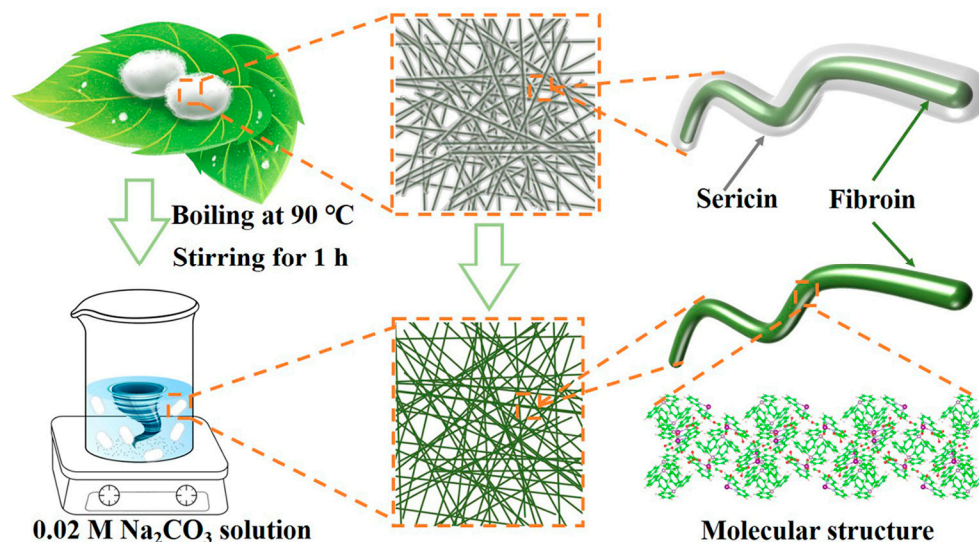 Boiling at 90 °C
Stirring for 1 h
Sericin
Fibroin
0.02 M Na₂CO₃ solution
Molecular structure